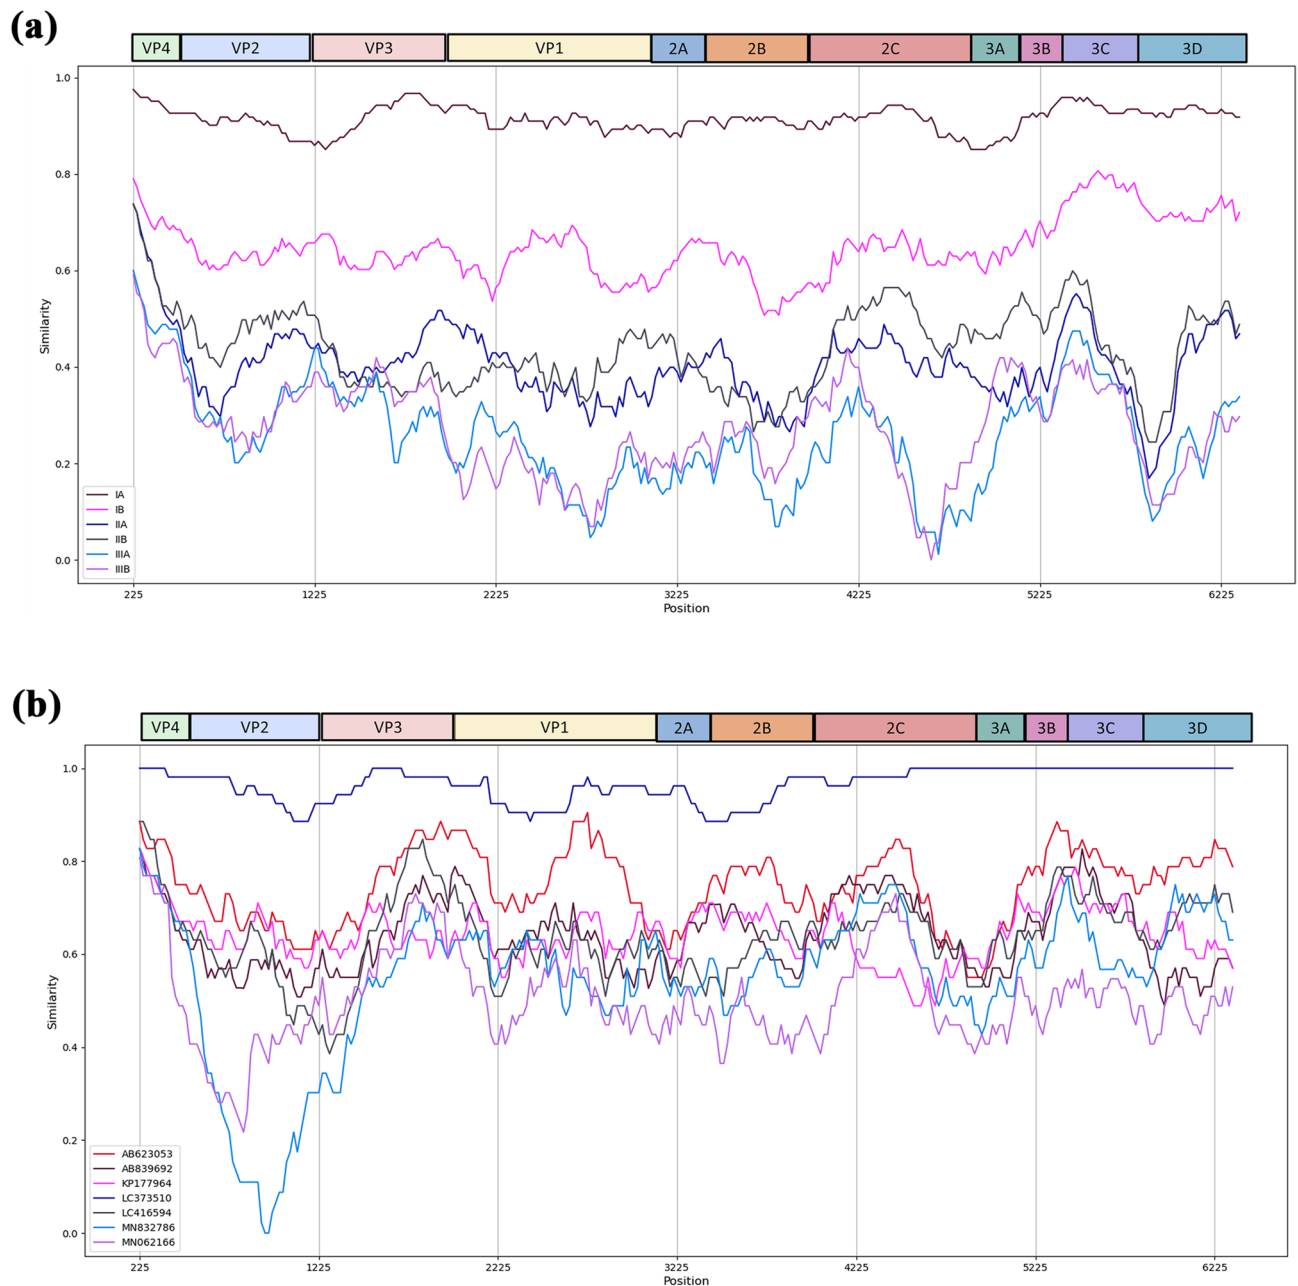 (a)
VP4 VP2 VP3 VP1 2A 2B 2C 3A 3B 3C 3D
1.0
0.8
0.6
0.4
0.2
0.0
Similarity
IA
IB
IIA
IIB
IIIA
IIIB
225 1225 2225 3225 4225 5225 6225
Position
(b)
VP4 VP2 VP3 VP1 2A 2B 2C 3A 3B 3C 3D
1.0
0.8
0.6
0.4
0.2
0.0
Similarity
AB623053
AB839692
KP177964
LC373510
LC416594
MN832786
MN062166
225 1225 2225 3225 4225 5225 6225
Position